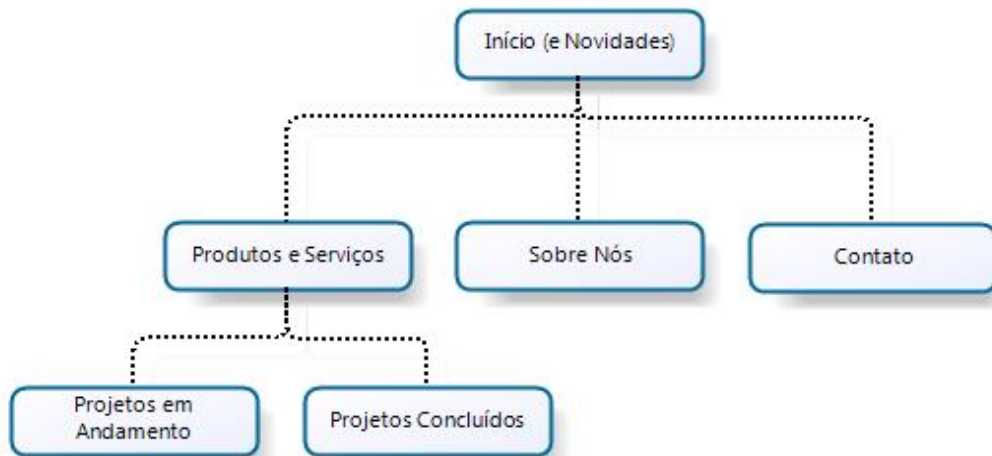 Início (e Novidades)
Produtos e Serviços
Sobre Nós
Contato
Projetos em
Andamento
Projetos Concluídos